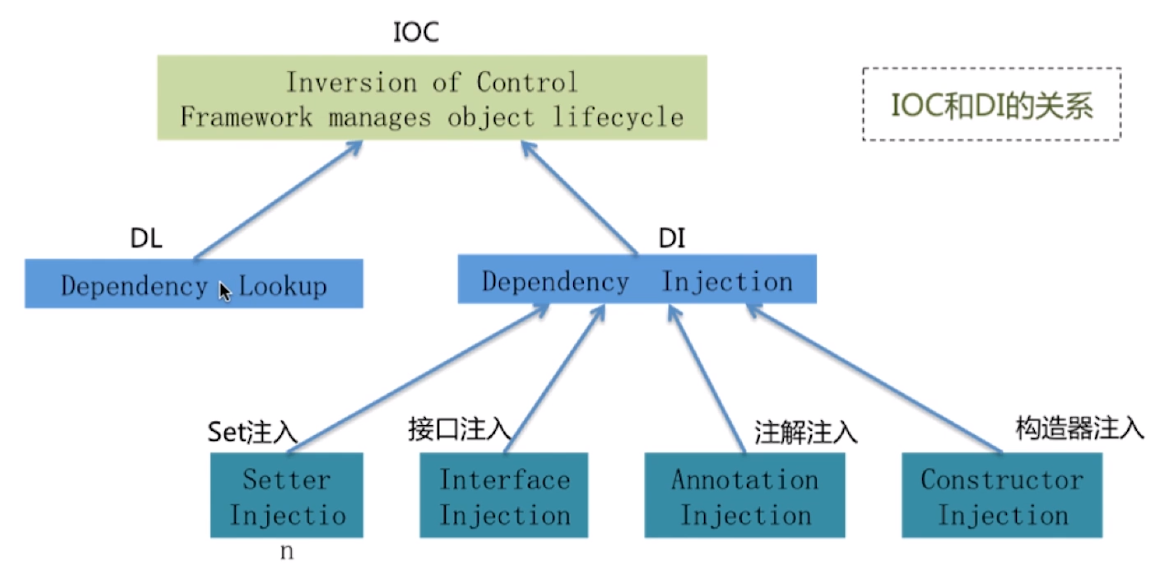 IOC
Inversion of Control
Framework manages object lifecycle
IOC和DI的关系
DL
Dependency Lookup
DI
Dependency Injection
Set注入
Setter
Injectio
n
接口注入
Interface
Injection
注解注入
Annotation
Injection
构造器注入
Constructor
Injection